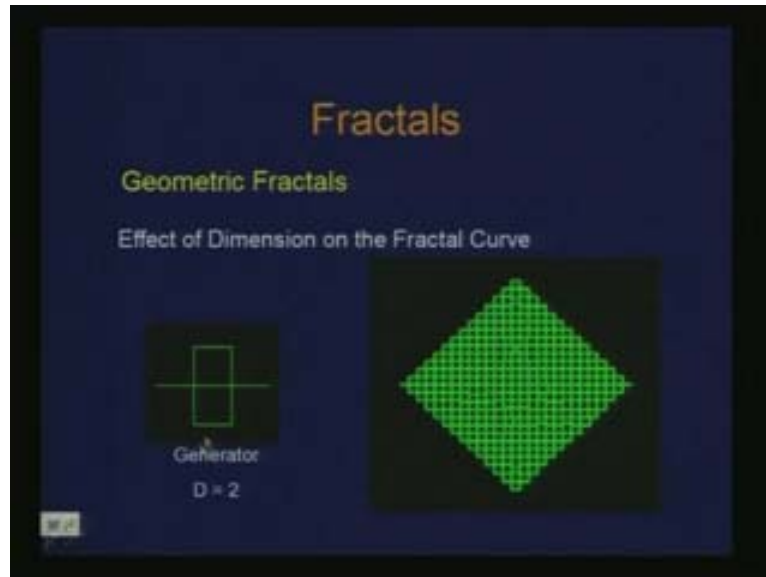 Fractals
Geometric Fractals
Effect of Dimension on the Fractal Curve
Generator
D = 2